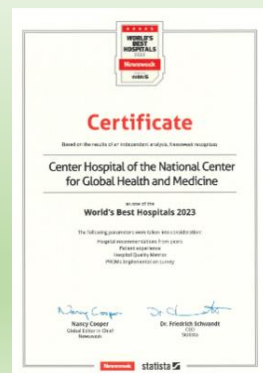 WORLD'S
BEST
HOSPITALS
2023
Newsweek
Certificate
Based on the results of an independent analysis, Newsweek recognizes
Center Hospital of the National Center
for Global Health and Medicine
as one of the
World's Best Hospitals 2023
The following parameters were taken into consideration
Hospital recommendations from peers
Patient experience
Hospital Quality Metrics
PROMs Implementation survey
Nancy Cooper
Global Editor in Chief
Newsweek
Dr. Friedrich Schwandt
CEO
Statista
Newsweek
statista